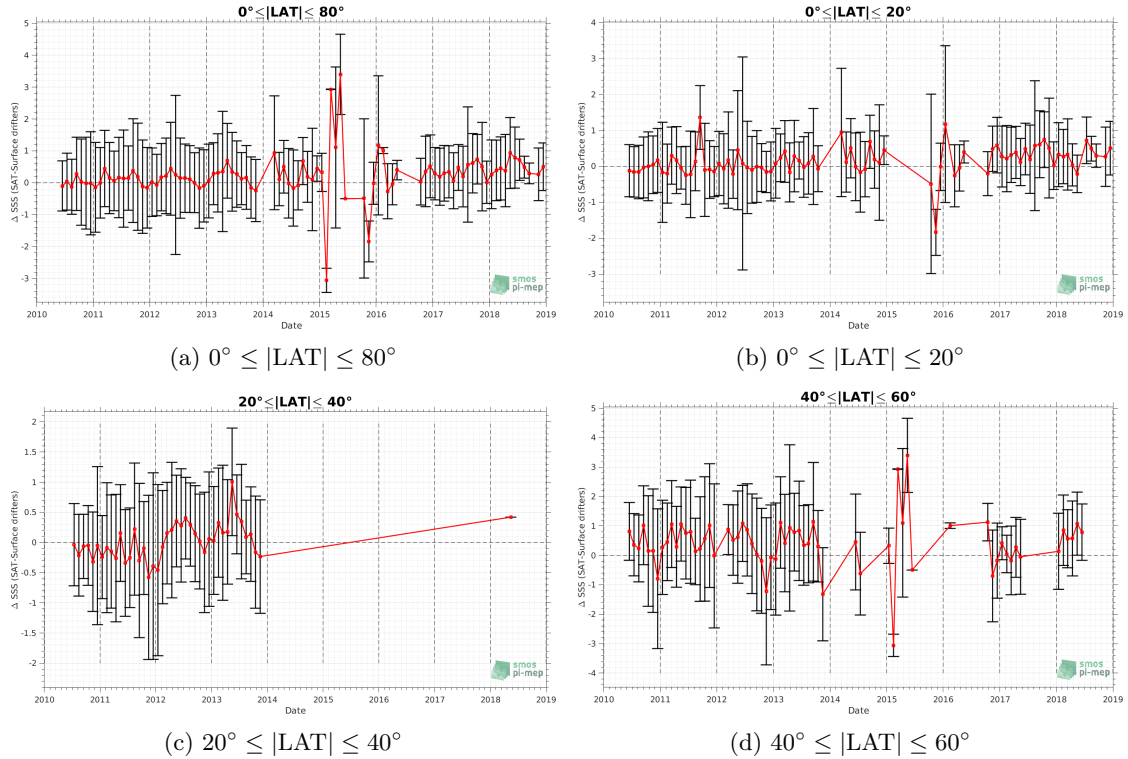 0°≤|LAT|≤ 80°
Δ SSS (SAT-Surface drifters)
5
4
3
2
1
0
-1
-2
-3
smos
pi-mep
2010 2011 2012 2013 2014 2015 2016 2017 2018 2019
Date
(a) 0° ≤ |LAT| ≤ 80°
0°≤|LAT|≤ 20°
Δ SSS (SAT-Surface drifters)
4
3
2
1
0
-1
-2
-3
smos
pi-mep
2010 2011 2012 2013 2014 2015 2016 2017 2018 2019
Date
(b) 0° ≤ |LAT| ≤ 20°
20°≤|LAT|≤ 40°
Δ SSS (SAT-Surface drifters)
2
1.5
1
0.5
0
-0.5
-1
-1.5
-2
smos
pi-mep
2010 2011 2012 2013 2014 2015 2016 2017 2018 2019
Date
(c) 20° ≤ |LAT| ≤ 40°
40°≤|LAT|≤ 60°
Δ SSS (SAT-Surface drifters)
5
4
3
2
1
0
-1
-2
-3
-4
smos
pi-mep
2010 2011 2012 2013 2014 2015 2016 2017 2018 2019
Date
(d) 40° ≤ |LAT| ≤ 60°